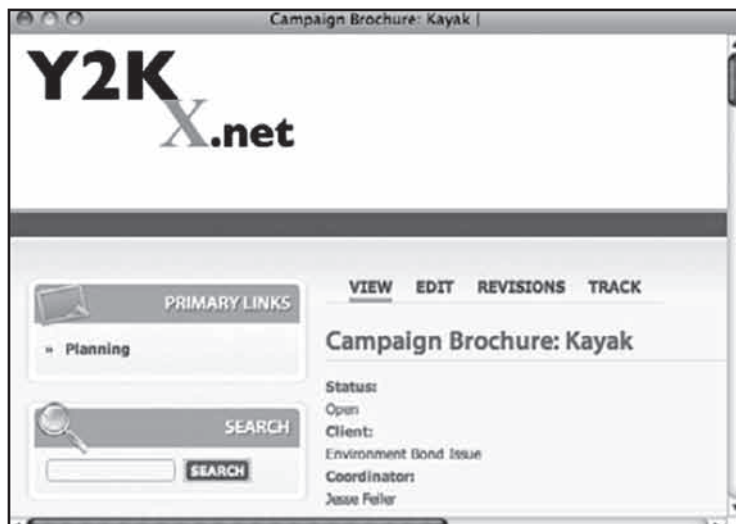 Campaign Brochure: Kayak |
Y2K
X.net
PRIMARY LINKS
» Planning
SEARCH
SEARCH
VIEW EDIT REVISIONS TRACK
Campaign Brochure: Kayak
Status:
Open
Client:
Environment Bond Issue
Coordinator:
Jesse Feiler